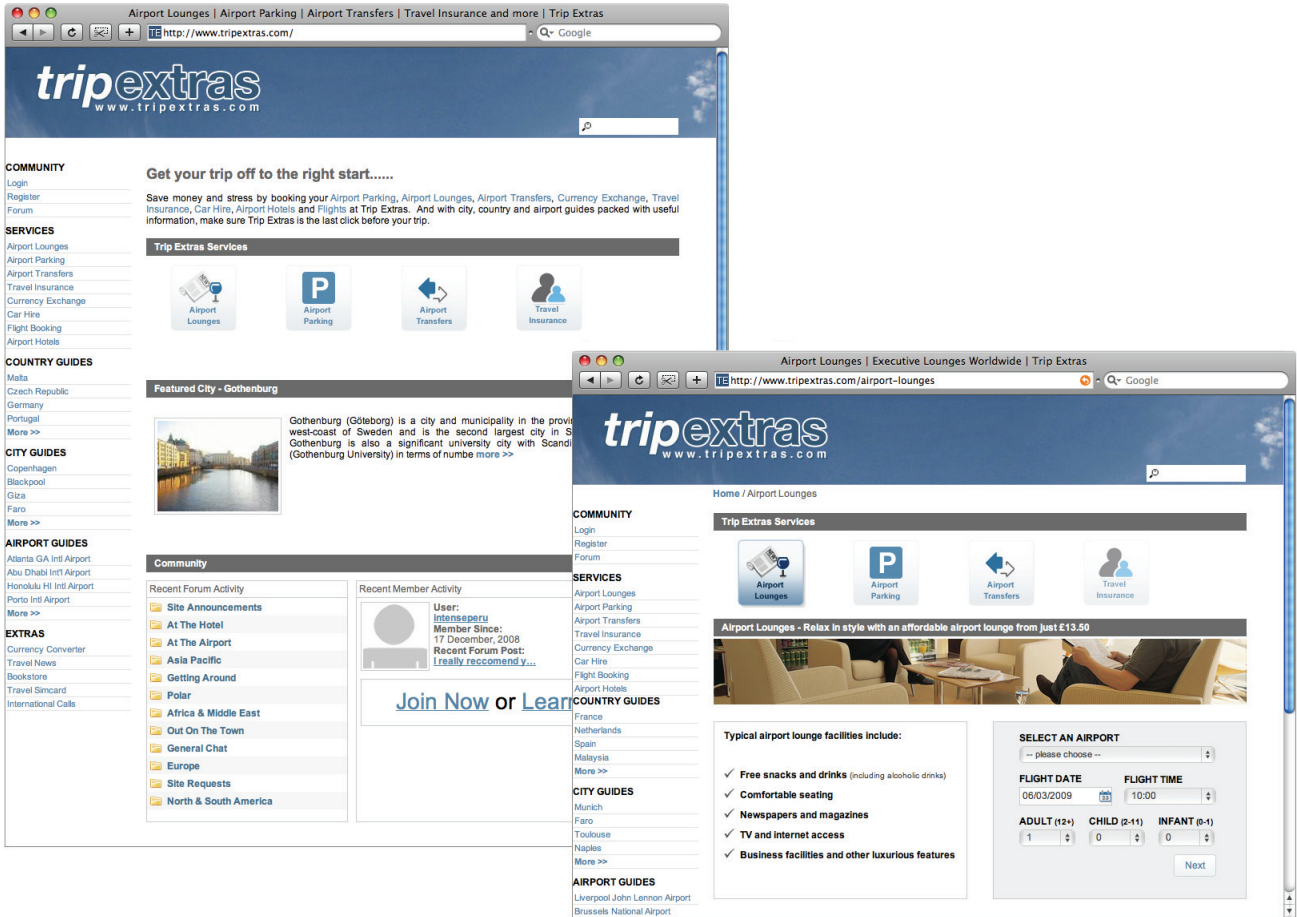 Airport Lounges | Airport Parking | Airport Transfers | Travel Insurance and more | Trip Extras
TE http://www.tripextras.com/
Google
tripextras
www.tripextras.com
COMMUNITY
Login
Register
Forum
SERVICES
Airport Lounges
Airport Parking
Airport Transfers
Travel Insurance
Currency Exchange
Car Hire
Flight Booking
Airport Hotels
COUNTRY GUIDES
Malta
Czech Republic
Germany
Portugal
More >>
CITY GUIDES
Copenhagen
Blackpool
Giza
Faro
More >>
AIRPORT GUIDES
Atlanta GA Intl Airport
Abu Dhabi Int'l Airport
Honolulu HI Intl Airport
Porto Intl Airport
More >>
EXTRAS
Currency Converter
Travel News
Bookstore
Travel Simcard
International Calls
Get your trip off to the right start......
Save money and stress by booking your Airport Parking, Airport Lounges, Airport Transfers, Currency Exchange, Travel
Insurance, Car Hire, Airport Hotels and Flights at Trip Extras. And with city, country and airport guides packed with useful
information, make sure Trip Extras is the last click before your trip.
Trip Extras Services
NEWS
Airport
Lounges
P
Airport
Parking
Airport
Transfers
Travel
Insurance
Featured City - Gothenburg
Gothenburg (Göteborg) is a city and municipality in the provin
west-coast of Sweden and is the second largest city in S
Gothenburg is also a significant university city with Scandi
(Gothenburg University) in terms of numbe more >>
Community
Recent Forum Activity
Site Announcements
At The Hotel
At The Airport
Asia Pacific
Getting Around
Polar
Africa & Middle East
Out On The Town
General Chat
Europe
Site Requests
North & South America
Recent Member Activity
User:
Intenseperu
Member Since:
17 December, 2008
Recent Forum Post:
I really reccomend y...
Join Now or Learn
Airport Lounges | Executive Lounges Worldwide | Trip Extras
TE http://www.tripextras.com/airport-lounges
Google
tripextras
www.tripextras.com
Home / Airport Lounges
COMMUNITY
Login
Register
Forum
SERVICES
Airport Lounges
Airport Parking
Airport Transfers
Travel Insurance
Currency Exchange
Car Hire
Flight Booking
Airport Hotels
COUNTRY GUIDES
France
Netherlands
Spain
Malaysia
More >>
CITY GUIDES
Munich
Faro
Toulouse
Naples
More >>
AIRPORT GUIDES
Liverpool John Lennon Airport
Brussels National Airport
Trip Extras Services
NEWS
Airport
Lounges
P
Airport
Parking
Airport
Transfers
Travel
Insurance
Airport Lounges - Relax in style with an affordable airport lounge from just £13.50
Typical airport lounge facilities include:
Free snacks and drinks (including alcoholic drinks)
Comfortable seating
Newspapers and magazines
TV and internet access
Business facilities and other luxurious features
SELECT AN AIRPORT
-- please choose --
FLIGHT DATE FLIGHT TIME
06/03/2009 10:00
ADULT (12+) CHILD (2-11) INFANT (0-1)
1 0 0
Next